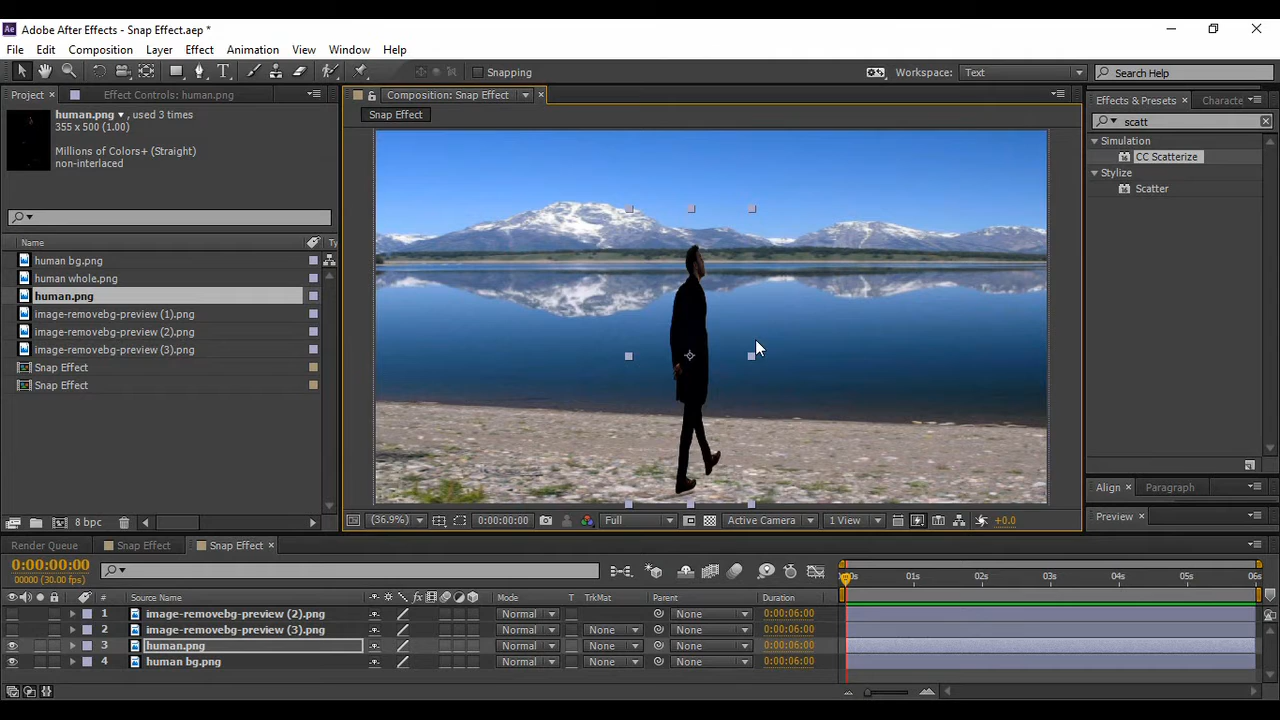 Adobe After Effects - Snap Effect.aep *
File Edit Composition Layer Effect Animation View Window Help
Snapping Workspace: Text Search Help
Project Effect Controls: human.png
human.png , used 3 times
355 x 500 (1.00)
Millions of Colors+ (Straight)
non-interlaced
Name Ty
human bg.png
human whole.png
human.png
image-removebg-preview (1).png
image-removebg-preview (2).png
image-removebg-preview (3).png
Snap Effect
Snap Effect
8 bpc
Composition: Snap Effect
Snap Effect
(36.9%) 0:00:00:00 Full Active Camera 1 View +0.0
Effects & Presets Characte
scatt
Simulation
CC Scatterize
Stylize
Scatter
Align Paragraph
Preview
Render Queue Snap Effect Snap Effect
0:00:00:00
00000 (30.00 fps)
01s 02s 03s 04s 05s 06s
# Source Name Mode T TrkMat Parent Duration
1 image-removebg-preview (2).png Normal None 0:00:06:00
2 image-removebg-preview (3).png Normal None None 0:00:06:00
3 human.png Normal None None 0:00:06:00
4 human bg.png Normal None None 0:00:06:00